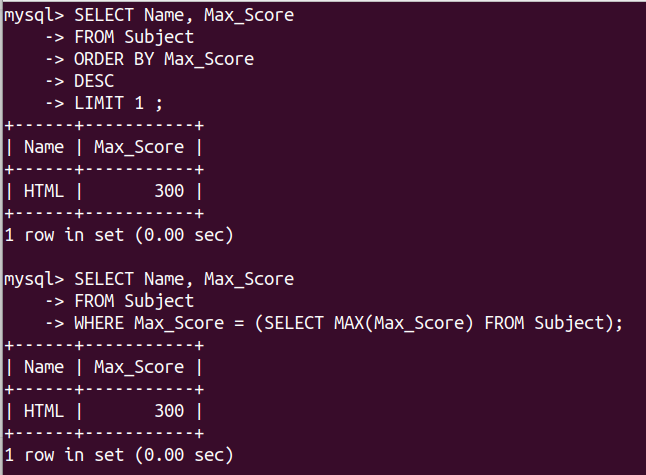 mysql> SELECT Name, Max_Score
    -> FROM Subject
    -> ORDER BY Max_Score
    -> DESC
    -> LIMIT 1 ;
+------+-----------+
| Name | Max_Score |
+------+-----------+
| HTML |       300 |
+------+-----------+
1 row in set (0.00 sec)

mysql> SELECT Name, Max_Score
    -> FROM Subject
    -> WHERE Max_Score = (SELECT MAX(Max_Score) FROM Subject);
+------+-----------+
| Name | Max_Score |
+------+-----------+
| HTML |       300 |
+------+-----------+
1 row in set (0.00 sec)